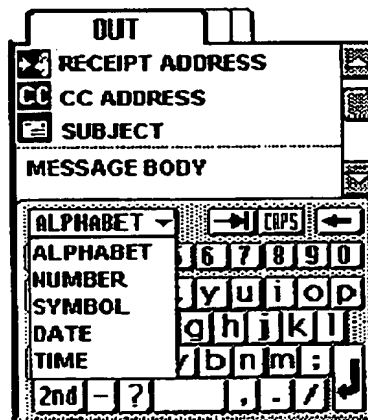 OUT
RECEIPT ADDRESS
CC CC ADDRESS
SUBJECT
MESSAGE BODY
ALPHABET CAPS
ALPHABET 6 7 8 9 0
NUMBER y u i o p
SYMBOL g h j k l
DATE
TIME b n m ;
2nd - ? , . /